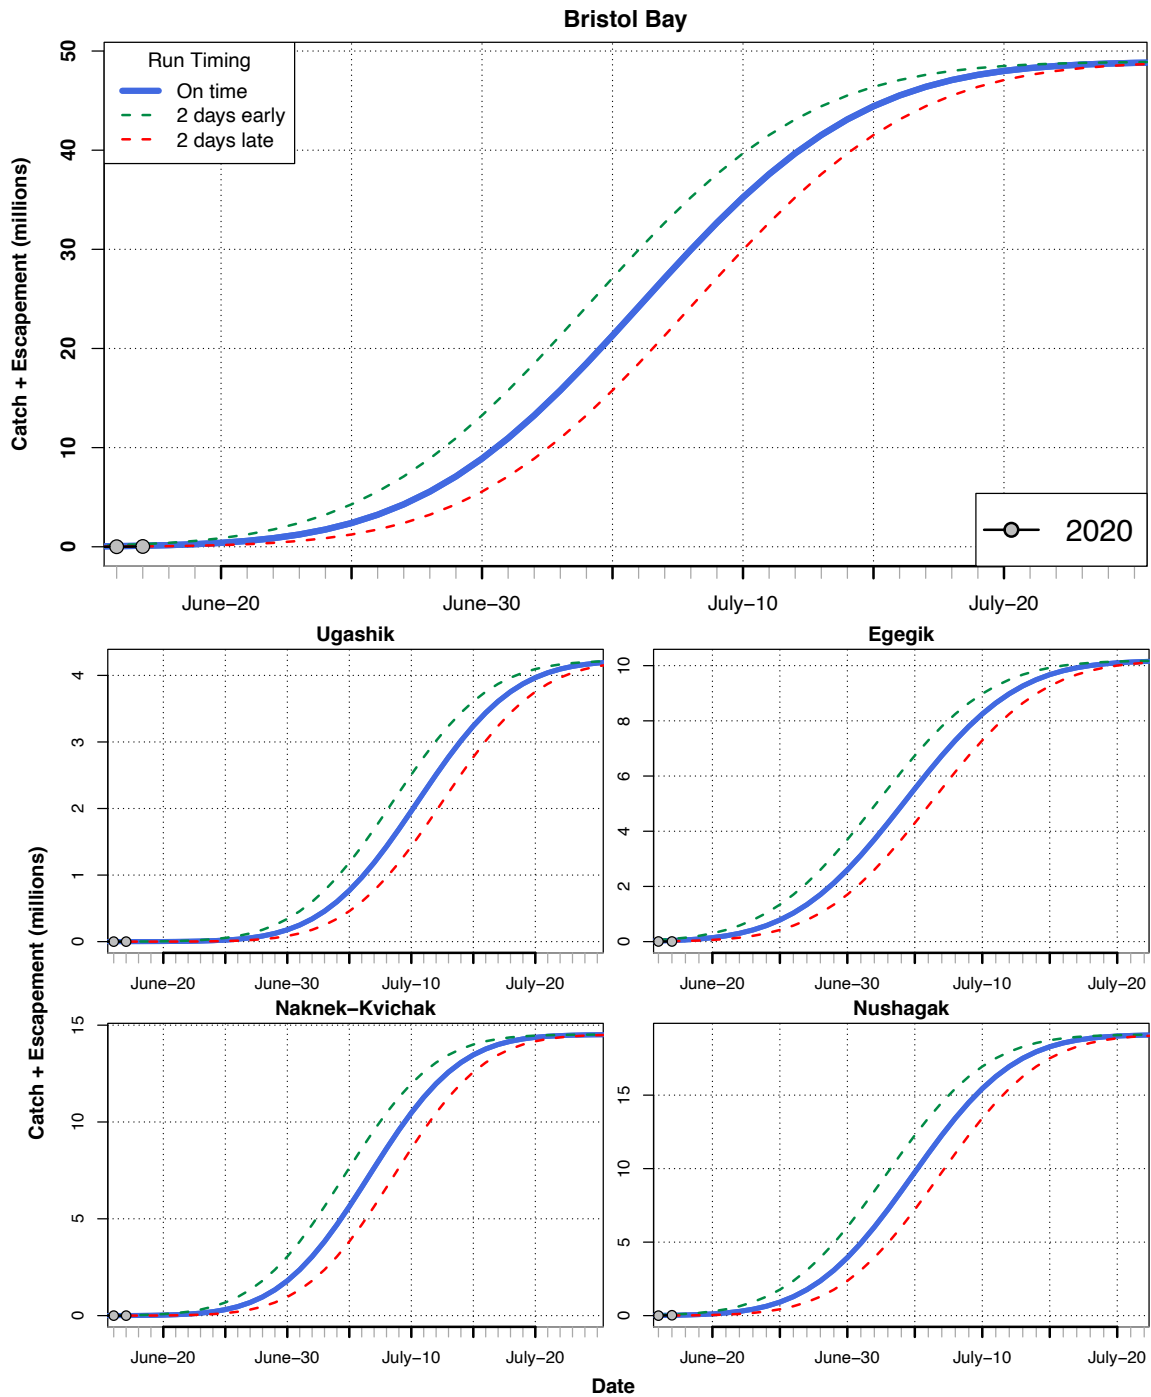 Bristol Bay
Run Timing
On time
2 days early
2 days late
Catch + Escapement (millions)
50
40
30
20
10
0
2020
June−20
June−30
July−10
July−20
Ugashik
4
3
2
1
0
June−20
June−30
July−10
July−20
Egegik
10
8
6
4
2
0
June−20
June−30
July−10
July−20
Catch + Escapement (millions)
Naknek−Kvichak
15
10
5
0
June−20
June−30
July−10
July−20
Nushagak
15
10
5
0
June−20
June−30
July−10
July−20
Date